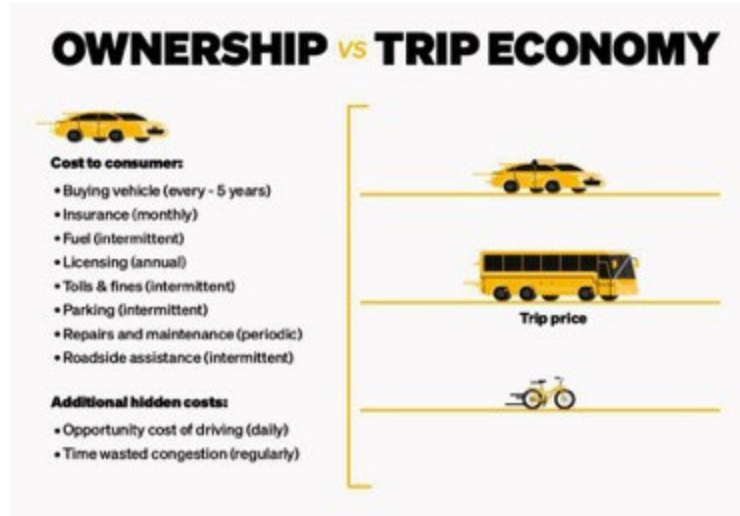 OWNERSHIP vs TRIP ECONOMY
Cost to consumer:
• Buying vehicle (every - 5 years)
• Insurance (monthly)
• Fuel (intermittent)
• Licensing (annual)
• Tolls & fines (intermittent)
• Parking (intermittent)
• Repairs and maintenance (periodic)
• Roadside assistance (intermittent)
Additional hidden costs:
• Opportunity cost of driving (daily)
• Time wasted congestion (regularly)
Trip price